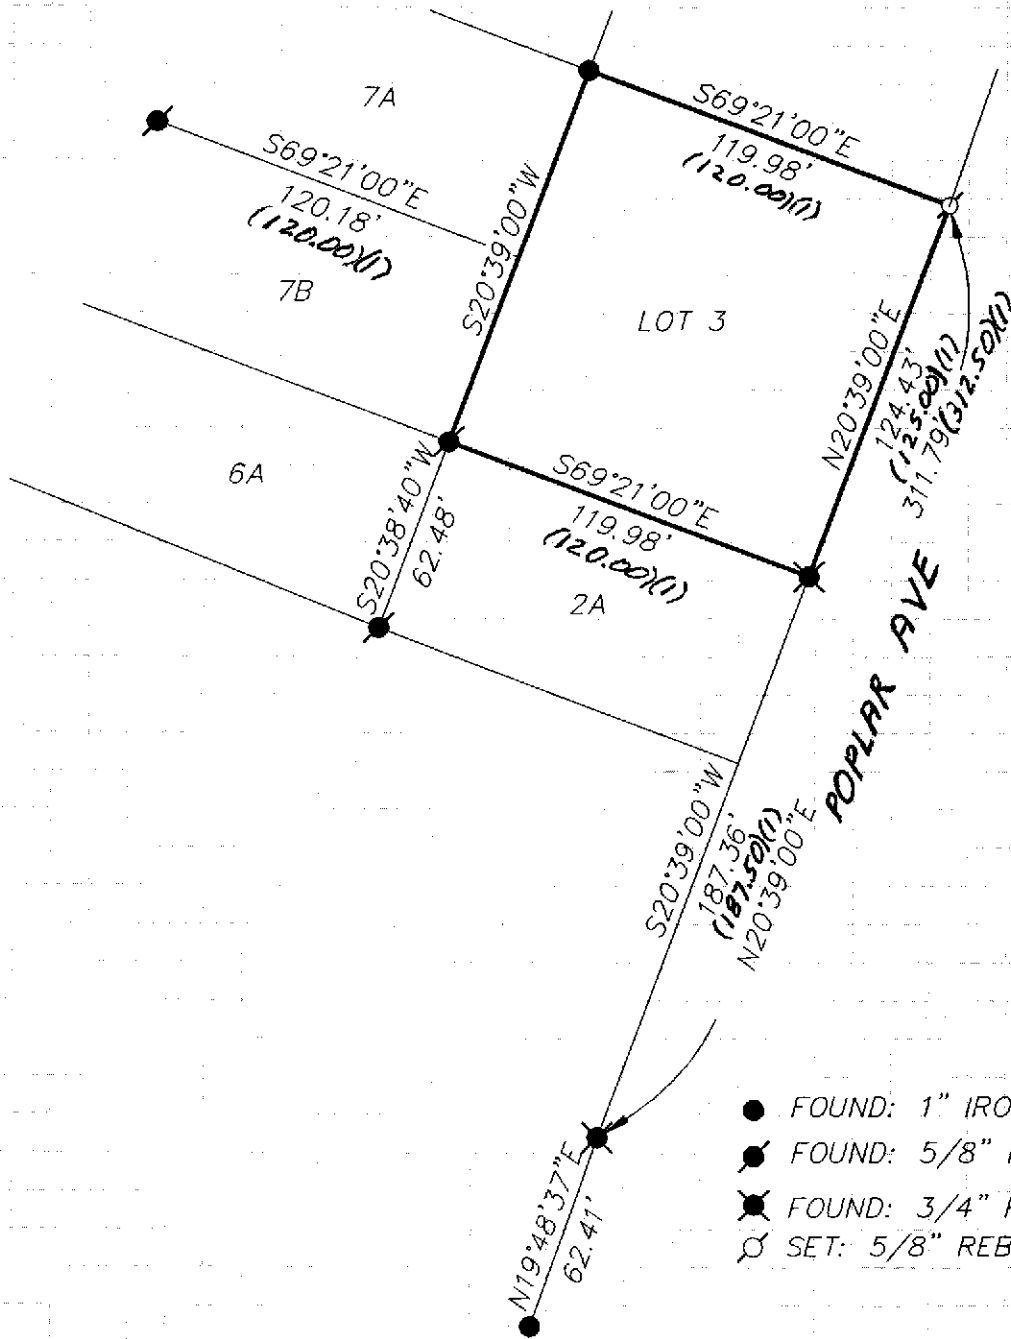 7A
S69°21'00"E
119.98'
(120.00)(1)
S69°21'00"E
120.18'
(120.00)(1)
S20°39'00"W
7B
LOT 3
N20°39'00"E
124.43'
(125.00)(1)
311.79'(312.50)(1)
6A
S20°38'40"W
62.48'
S69°21'00"E
119.98'
(120.00)(1)
2A
POPLAR AVE
S20°39'00"W
187.36'
(187.50)(1)
N20°39'00"E
N19°48'37"E
62.41'
FOUND: 1" IRO
FOUND: 5/8"
FOUND: 3/4"
SET: 5/8" REB